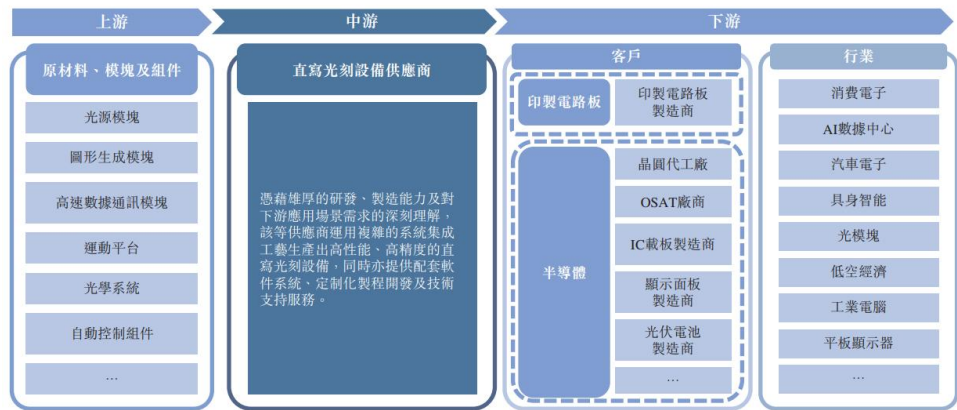 上游
中游
下游
原材料、模塊及組件
光源模塊
圖形生成模塊
高速數據通訊模塊
運動平台
光學系統
自動控制組件
…
直寫光刻設備供應商
憑藉雄厚的研發、製造能力及對
下游應用場景需求的深刻理解，
該等供應商運用複雜的系統集成
工藝生產出高性能、高精度的直
寫光刻設備，同時亦提供配套軟
件系統、定制化製程開發及技術
支持服務。
客戶
印製電路板
印製電路板
製造商
半導體
晶圓代工廠
OSAT廠商
IC載板製造商
顯示面板
製造商
光伏電池
製造商
…
行業
消費電子
AI數據中心
汽車電子
具身智能
光模塊
低空經濟
工業電腦
平板顯示器
…